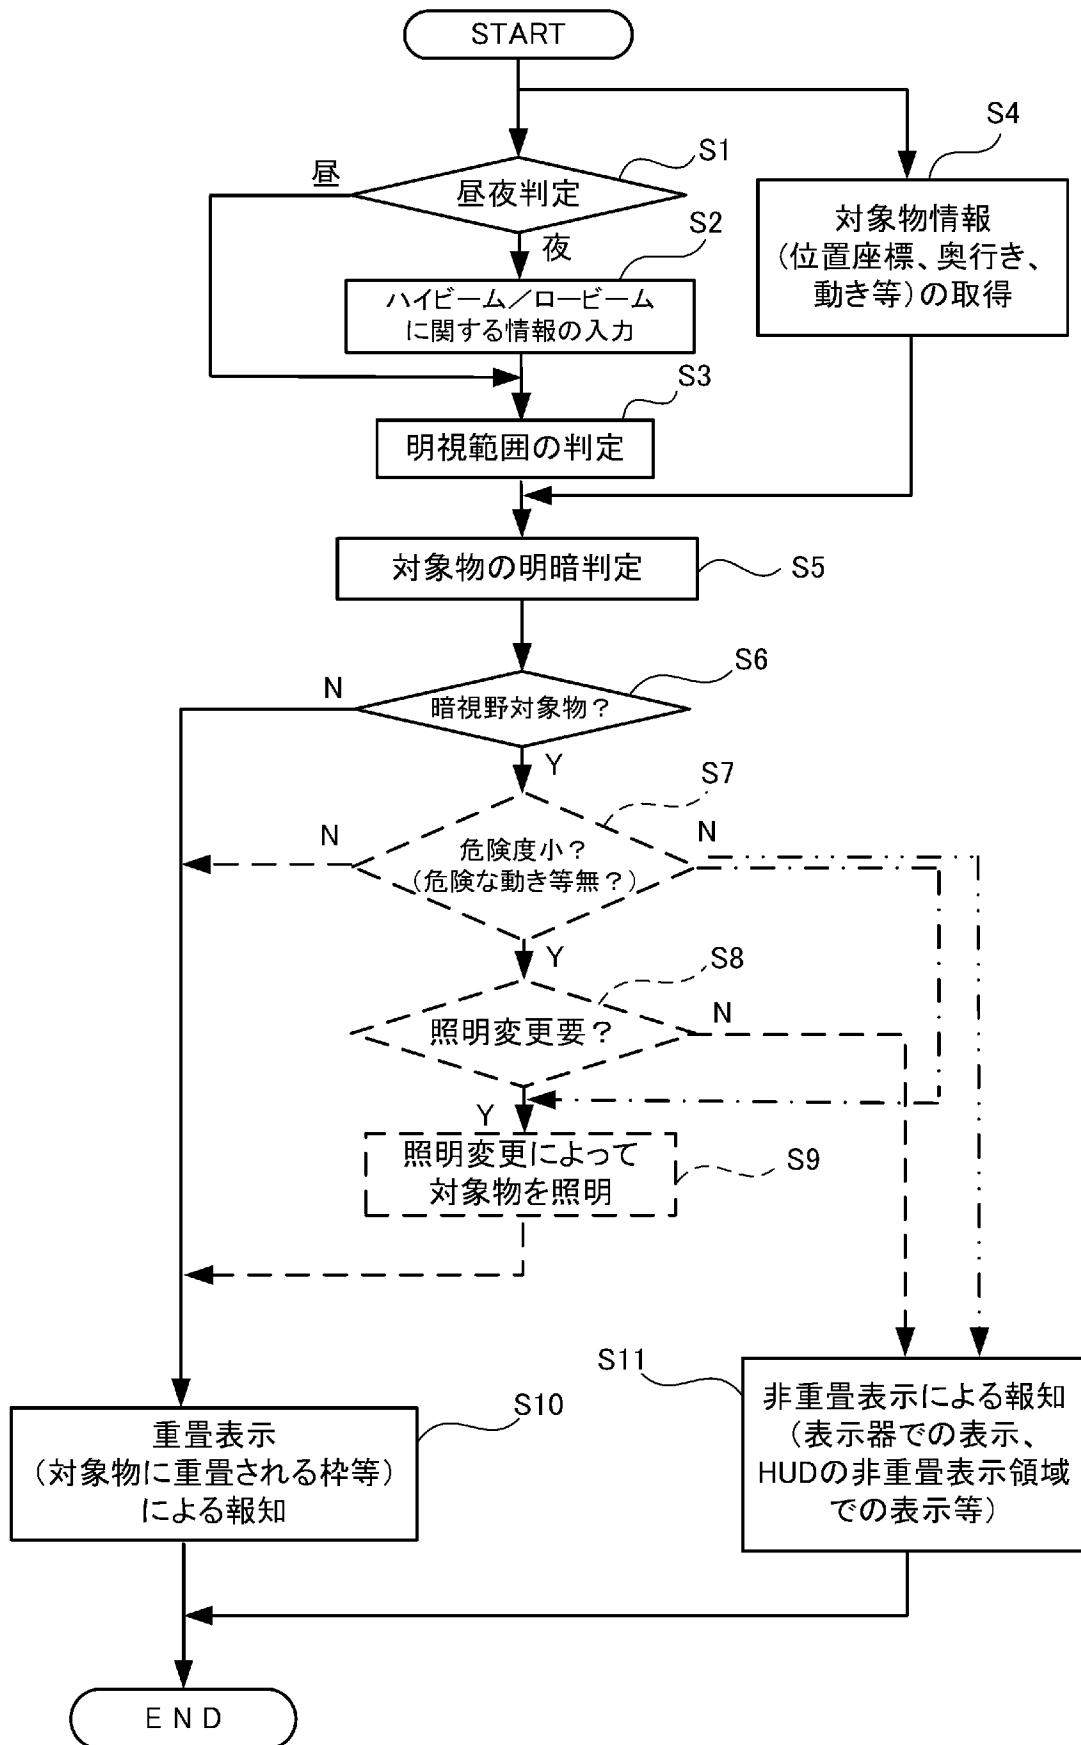 START
S4
S1
昼
昼夜判定
対象物情報
(位置座標、奥行き、
動き等)の取得
S2
夜
ハイビーム／ロービーム
に関する情報の入力
S3
明視範囲の判定
対象物の明暗判定
S5
S6
N
暗視野対象物？
Y
S7
N
N
危険度小？
(危険な動き等無？)
Y
S8
N
照明変更要？
Y
照明変更によって
対象物を照明
S9
S11
非重畳表示による報知
(表示器での表示、
HUDの非重畳表示領域
での表示等)
S10
重畳表示
(対象物に重畳される枠等)
による報知
END